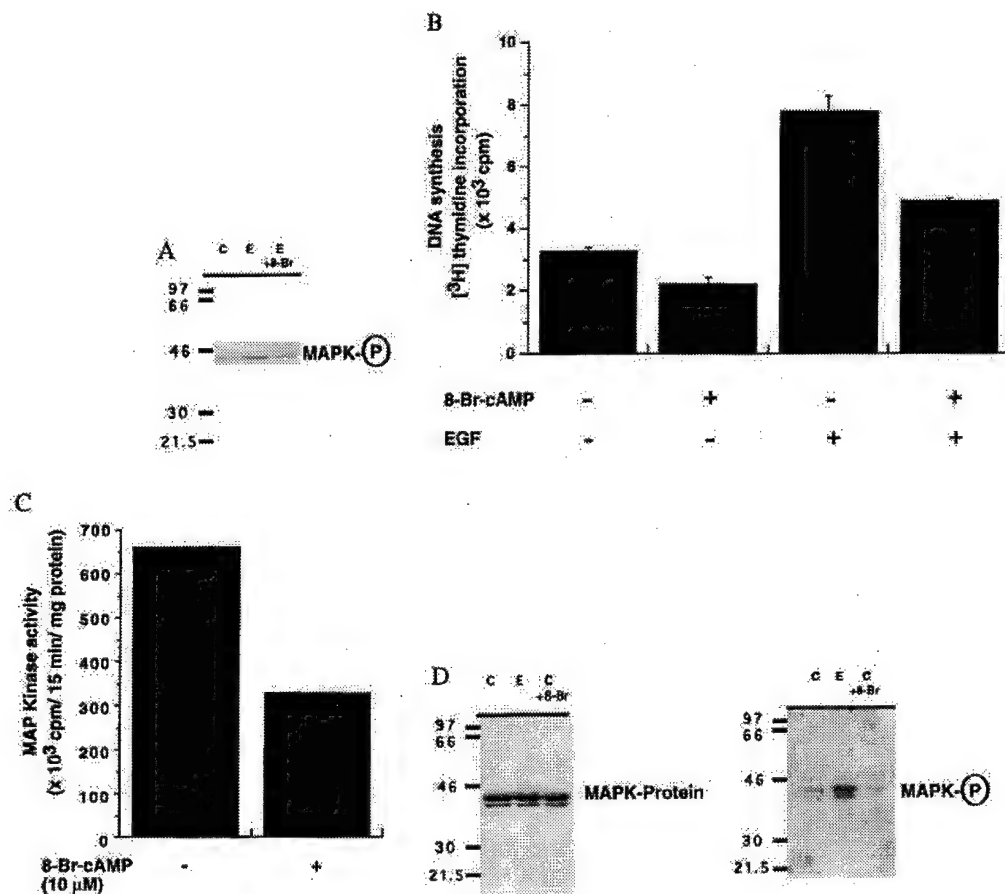 A
C E E
+8-Br
97
66
46
30
21.5
MAPK-P
B
DNA synthesis
[³H] thymidine incorporation
(x 10³ cpm)
10
8
6
4
2
0
8-Br-cAMP - + - +
EGF - - + +
C
MAP Kinase activity
(x 10³ cpm/ 15 min/ mg protein)
700
600
500
400
300
200
100
0
8-Br-cAMP - +
(10 µM)
D
C E C
+8-Br
97
66
46
30
21.5
MAPK-Protein
C E C
+8-Br
97
66
46
30
21.5
MAPK-P